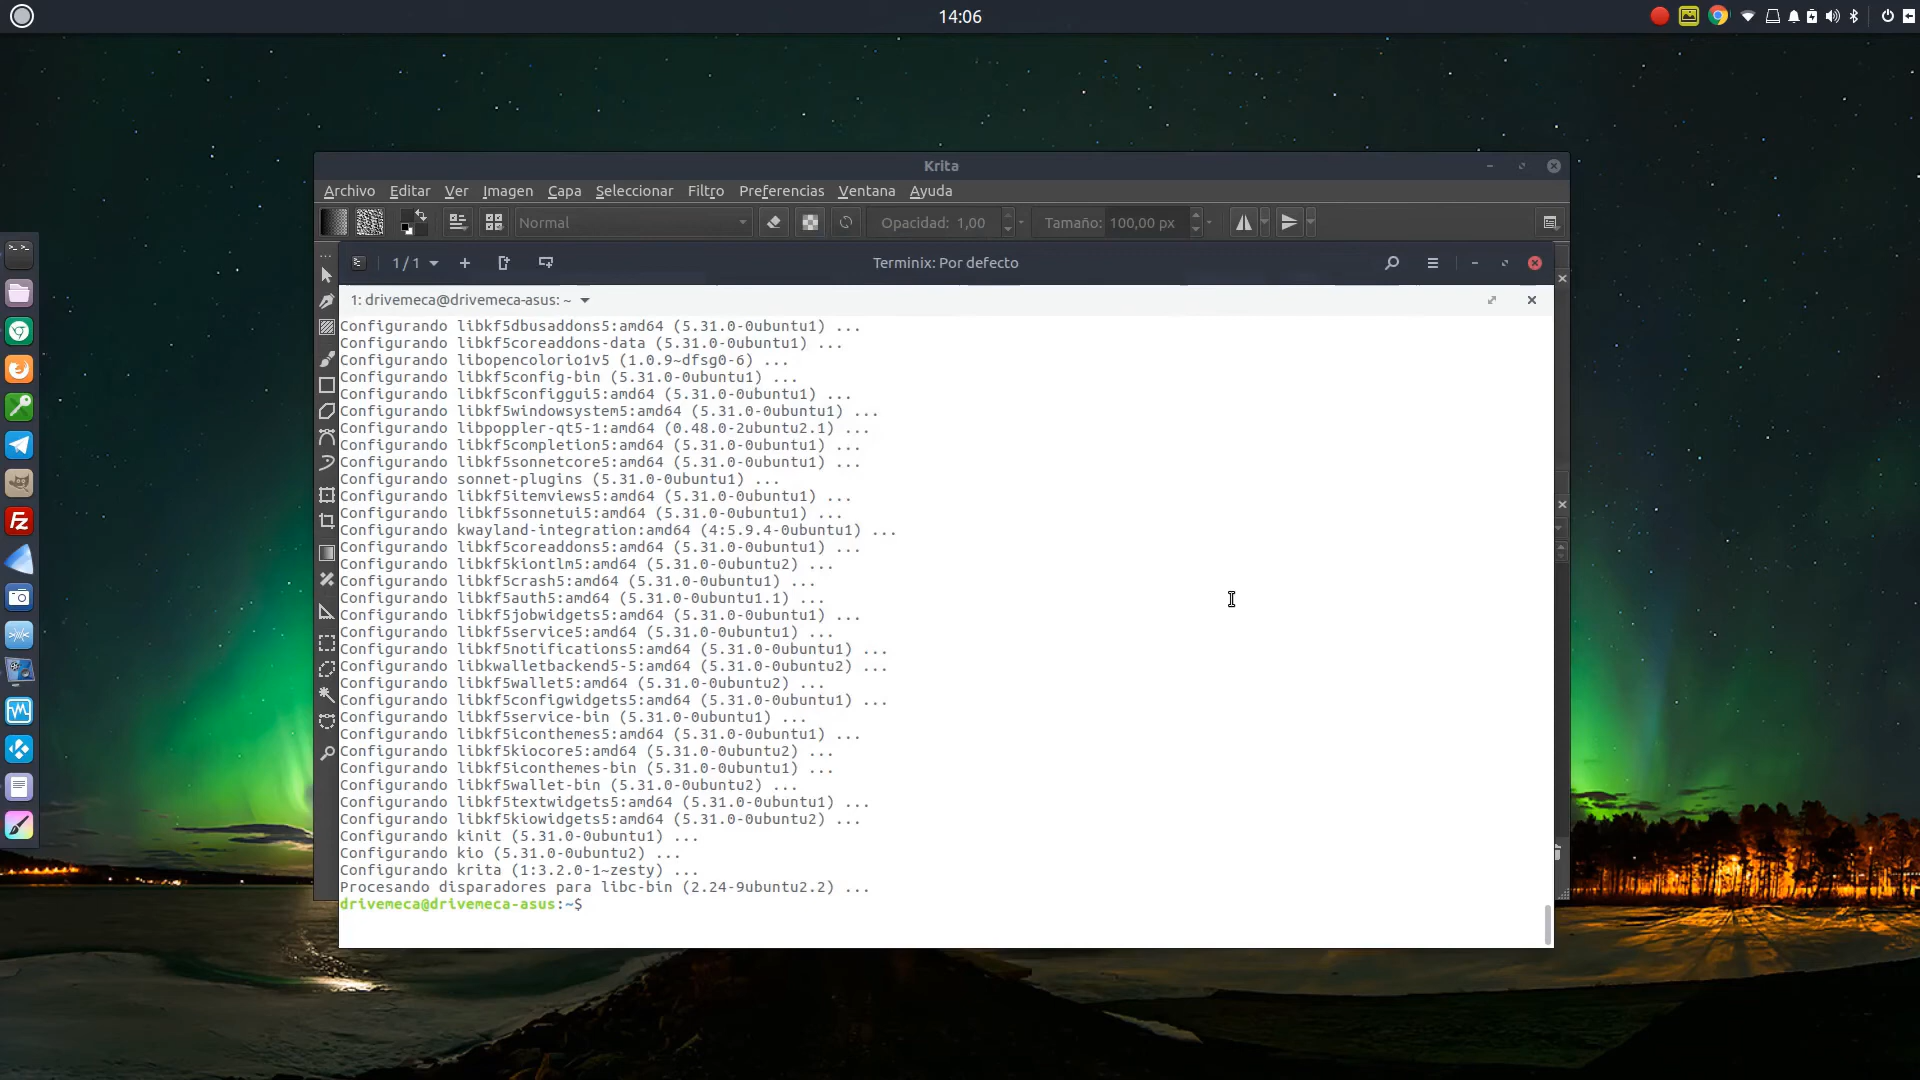 14:06
Krita
Archivo Editar Ver Imagen Capa Seleccionar Filtro Preferencias Ventana Ayuda
Normal Opacidad: 1,00 Tamaño: 100,00 px
1 / 1 Terminix: Por defecto
1: drivemeca@drivemeca-asus: ~
Configurando libkf5dbusaddons5:amd64 (5.31.0-0ubuntu1) ...
Configurando libkf5coreaddons-data (5.31.0-0ubuntu1) ...
Configurando libopencolorio1v5 (1.0.9~dfsg0-6) ...
Configurando libkf5config-bin (5.31.0-0ubuntu1) ...
Configurando libkf5configgui5:amd64 (5.31.0-0ubuntu1) ...
Configurando libkf5windowsystem5:amd64 (5.31.0-0ubuntu1) ...
Configurando libpoppler-qt5-1:amd64 (0.48.0-2ubuntu2.1) ...
Configurando libkf5completion5:amd64 (5.31.0-0ubuntu1) ...
Configurando libkf5sonnetcore5:amd64 (5.31.0-0ubuntu1) ...
Configurando sonnet-plugins (5.31.0-0ubuntu1) ...
Configurando libkf5itemviews5:amd64 (5.31.0-0ubuntu1) ...
Configurando libkf5sonnetui5:amd64 (5.31.0-0ubuntu1) ...
Configurando kwayland-integration:amd64 (4:5.9.4-0ubuntu1) ...
Configurando libkf5coreaddons5:amd64 (5.31.0-0ubuntu1) ...
Configurando libkf5kiontlm5:amd64 (5.31.0-0ubuntu2) ...
Configurando libkf5crash5:amd64 (5.31.0-0ubuntu1) ...
Configurando libkf5auth5:amd64 (5.31.0-0ubuntu1.1) ...
Configurando libkf5jobwidgets5:amd64 (5.31.0-0ubuntu1) ...
Configurando libkf5service5:amd64 (5.31.0-0ubuntu1) ...
Configurando libkf5notifications5:amd64 (5.31.0-0ubuntu1) ...
Configurando libkwalletbackend5-5:amd64 (5.31.0-0ubuntu2) ...
Configurando libkf5wallet5:amd64 (5.31.0-0ubuntu2) ...
Configurando libkf5configwidgets5:amd64 (5.31.0-0ubuntu1) ...
Configurando libkf5service-bin (5.31.0-0ubuntu1) ...
Configurando libkf5iconthemes5:amd64 (5.31.0-0ubuntu1) ...
Configurando libkf5kiocore5:amd64 (5.31.0-0ubuntu2) ...
Configurando libkf5iconthemes-bin (5.31.0-0ubuntu1) ...
Configurando libkf5wallet-bin (5.31.0-0ubuntu2) ...
Configurando libkf5textwidgets5:amd64 (5.31.0-0ubuntu1) ...
Configurando libkf5kiowidgets5:amd64 (5.31.0-0ubuntu2) ...
Configurando kinit (5.31.0-0ubuntu1) ...
Configurando kio (5.31.0-0ubuntu2) ...
Configurando krita (1:3.2.0-1~zesty) ...
Procesando disparadores para libc-bin (2.24-9ubuntu2.2) ...
drivemeca@drivemeca-asus:~$